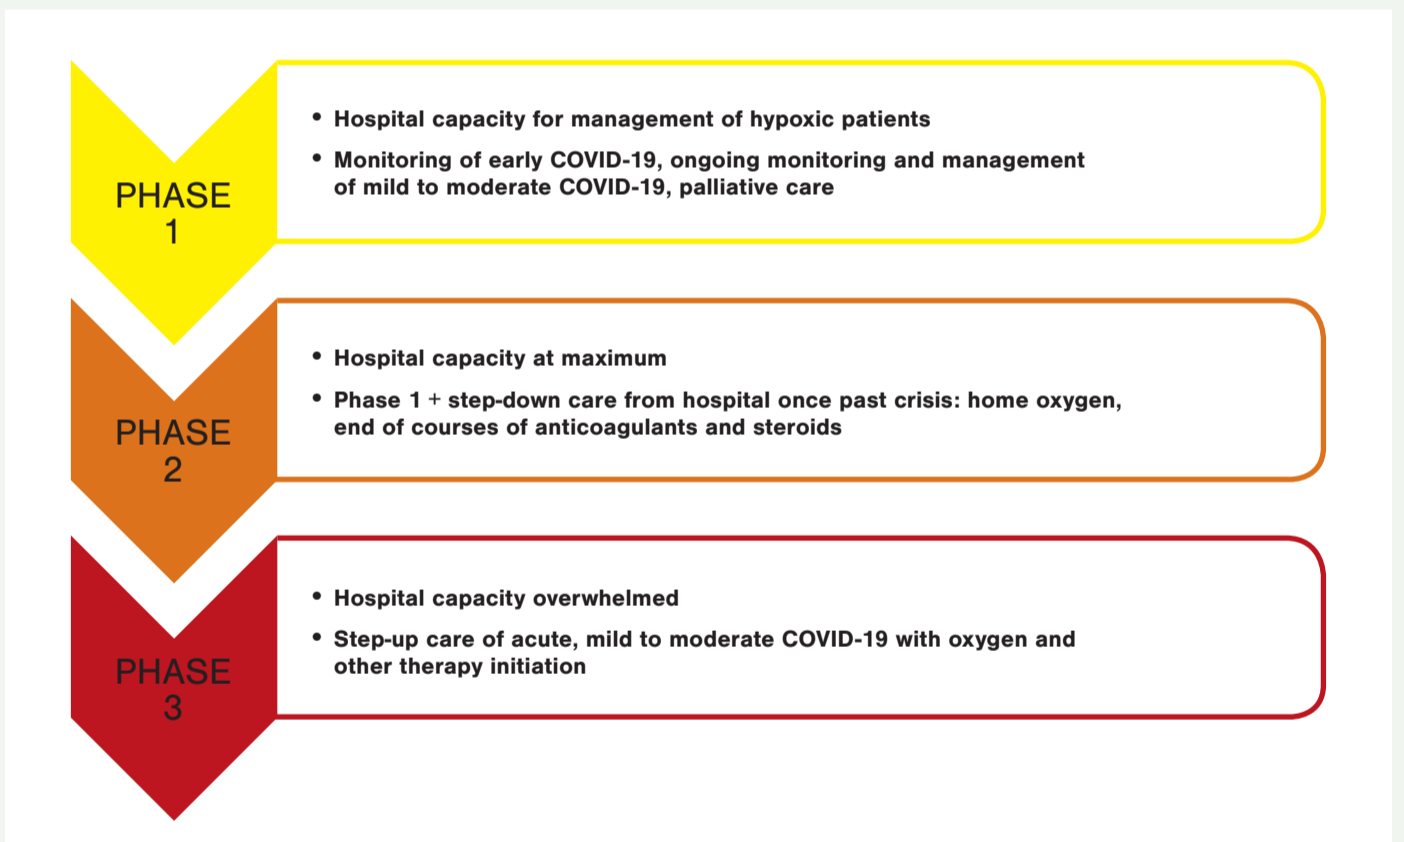 PHASE
1
• Hospital capacity for management of hypoxic patients
• Monitoring of early COVID-19, ongoing monitoring and management
of mild to moderate COVID-19, palliative care
PHASE
2
• Hospital capacity at maximum
• Phase 1 + step-down care from hospital once past crisis: home oxygen,
end of courses of anticoagulants and steroids
PHASE
3
• Hospital capacity overwhelmed
• Step-up care of acute, mild to moderate COVID-19 with oxygen and
other therapy initiation